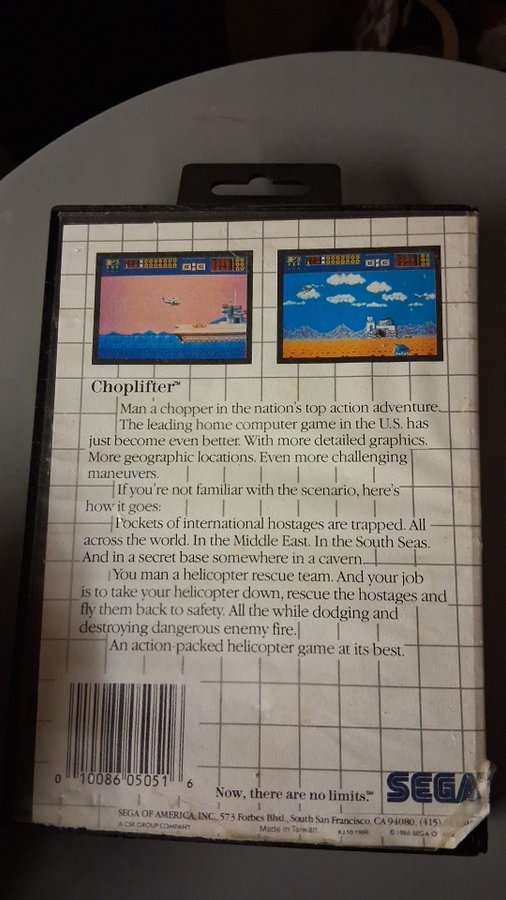 Choplifter™
Man a chopper in the nation's top action adventure.
The leading home computer game in the U.S. has
just become even better. With more detailed graphics.
More geographic locations. Even more challenging
maneuvers.
If you're not familiar with the scenario, here's
how it goes:
Pockets of international hostages are trapped. All
across the world. In the Middle East. In the South Seas.
And in a secret base somewhere in a cavern.
You man a helicopter rescue team. And your job
is to take your helicopter down, rescue the hostages and
fly them back to safety. All the while dodging and
destroying dangerous enemy fire.
An action-packed helicopter game at its best.
0 10086 05051 6
Now, there are no limits.℠
SEGA
SEGA OF AMERICA, INC., 573 Forbes Blvd., South San Francisco, CA 94080, (415)
A CSK GROUP COMPANY
Made in Taiwan
© 1986 SEGA